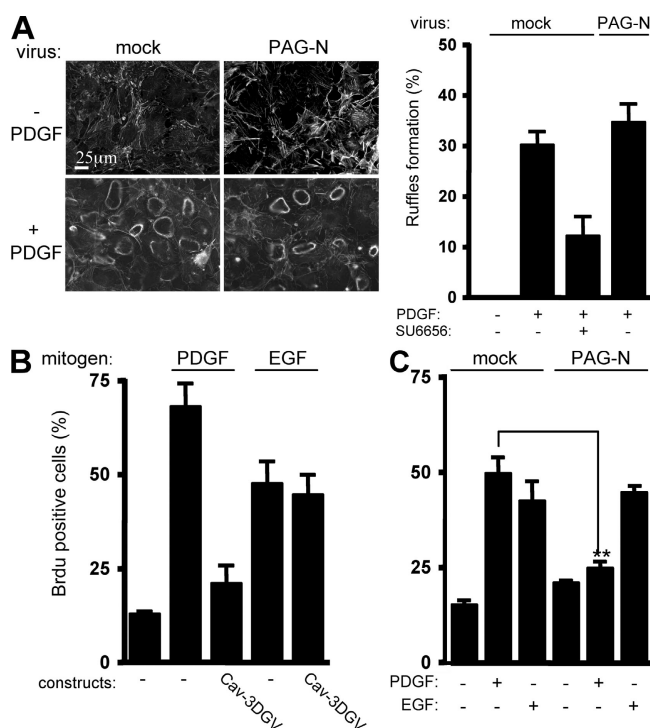 A
virus: mock PAG-N
- PDGF
25µm
+ PDGF
virus: mock PAG-N
Ruffles formation (%)
50
40
30
20
10
0
PDGF: - + + +
SU6656: - - + -
B
mitogen: PDGF EGF
Brdu positive cells (%)
75
50
25
0
constructs: - - Cav-3DGV - Cav-3DGV
C
mock PAG-N
75
50
25
0
**
PDGF: - + - - + -
EGF: - - + - - +